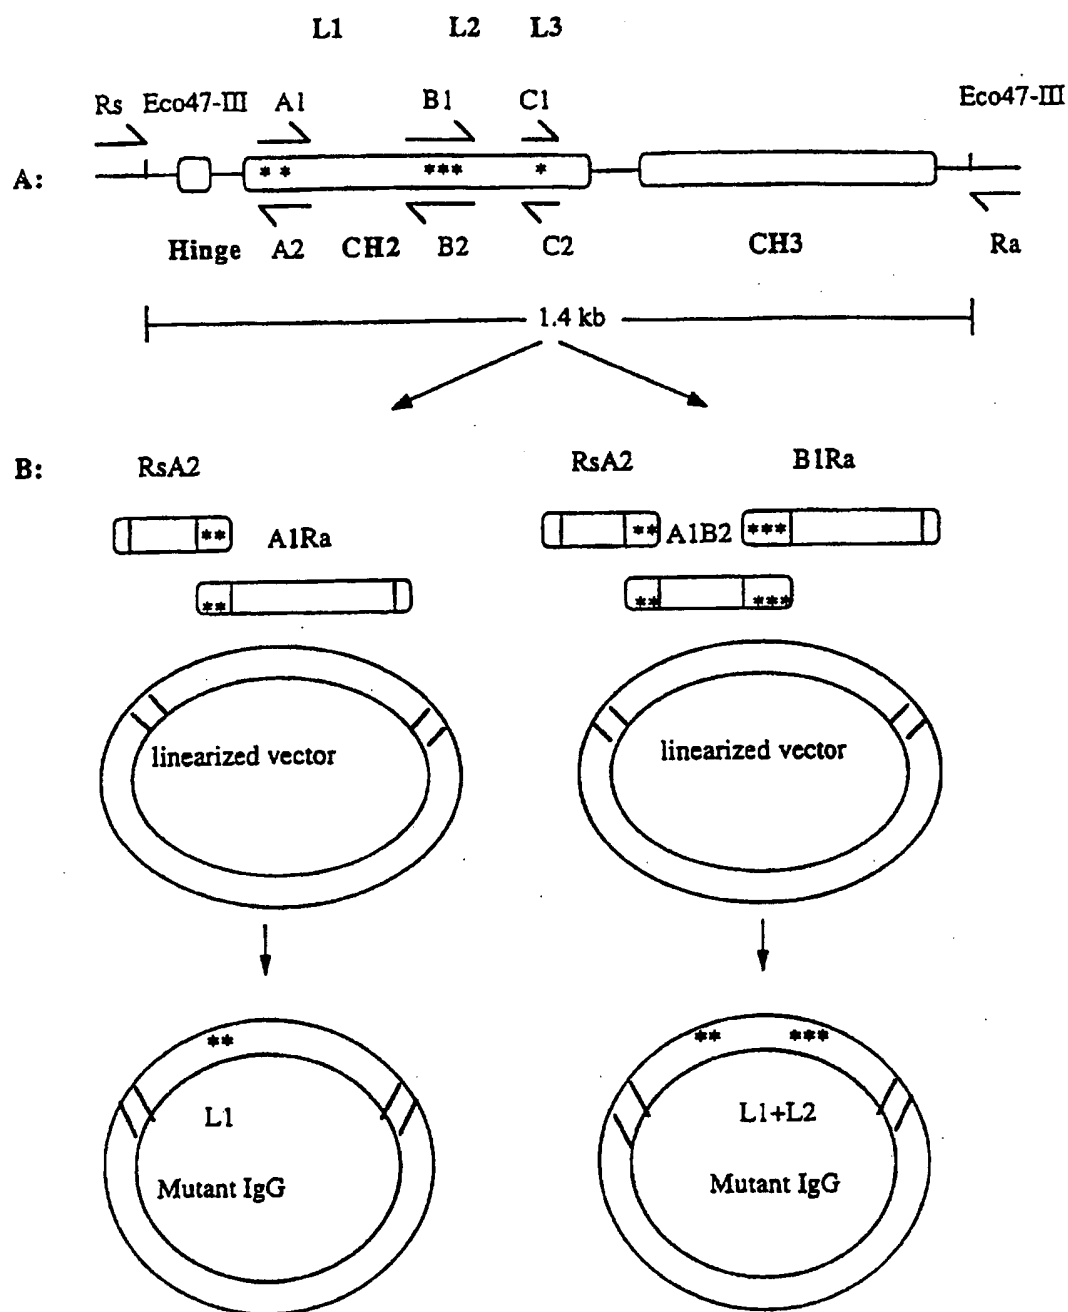 L1 L2 L3
Rs Eco47-III A1 B1 C1 Eco47-III
A: ** ***  *
Hinge A2 CH2 B2 C2 CH3 Ra
1.4 kb
B: RsA2 RsA2 B1Ra
** A1Ra ** A1B2 ***
** ** ***
linearized vector linearized vector
** ** ***
L1 L1+L2
Mutant IgG Mutant IgG